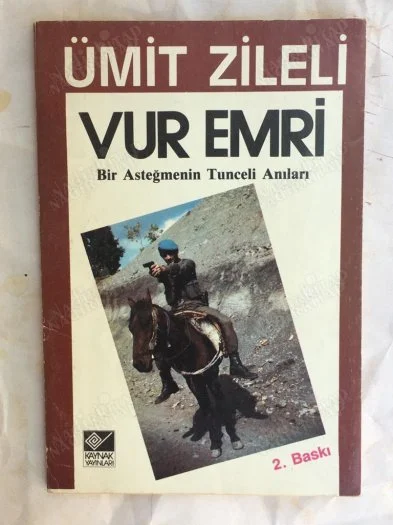 ÜMİT ZİLELİ
VUR EMRİ
Bir Asteğmenin Tunceli Anıları
2. Baskı
KAYNAK
YAYINLARI